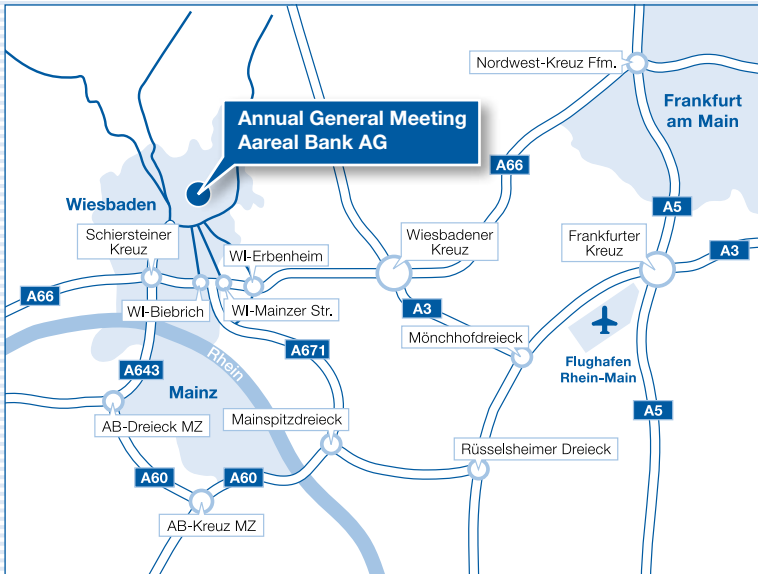 Nordwest-Kreuz Ffm.
Frankfurt
am Main
Annual General Meeting
Aareal Bank AG
A66
Wiesbaden
A5
Schiersteiner
Kreuz
WI-Erbenheim
Wiesbadener
Kreuz
Frankfurter
Kreuz
A3
A66
WI-Biebrich
WI-Mainzer Str.
A3
Mönchhofdreieck
Rhein
A671
Flughafen
Rhein-Main
A643
Mainz
A5
AB-Dreieck MZ
Mainspitzdreieck
Rüsselsheimer Dreieck
A60
A60
AB-Kreuz MZ